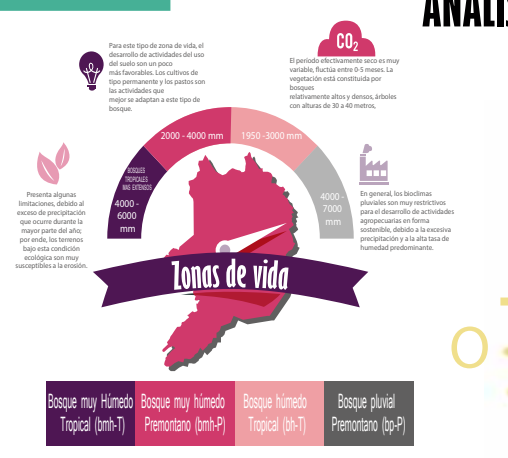 ANALIS
Para este tipo de zona de vida, el
desarrollo de actividades del uso
del suelo son un poco
más favorables. Los cultivos de
tipo permanente y los pastos son
las actividades que
mejor se adaptan a este tipo de
bosque.
CO2
El período efectivamente seco es muy
variable, fluctúa entre 0-5 meses. La
vegetación está constituida por
bosques
relativamente altos y densos, árboles
con alturas de 30 a 40 metros,
2000 - 4000 mm
1950 -3000 mm
BOSQUES
TROPICALES
MAS EXTENSOS
4000 -
6000
mm
4000 -
7000
mm
Presenta algunas
limitaciones, debido al
exceso de precipitación
que ocurre durante la
mayor parte del año;
por ende, los terrenos
bajo esta condición
ecológica son muy
susceptibles a la erosión.
En general, los bioclimas
pluviales son muy restrictivos
para el desarrollo de actividades
agropecuarias en forma
sostenible, debido a la excesiva
precipitación y a la alta tasa de
humedad predominante.
Zonas de vida
Bosque muy Húmedo
Tropical (bmh-T)
Bosque muy húmedo
Premontano (bmh-P)
Bosque húmedo
Tropical (bh-T)
Bosque pluvial
Premontano (bp-P)